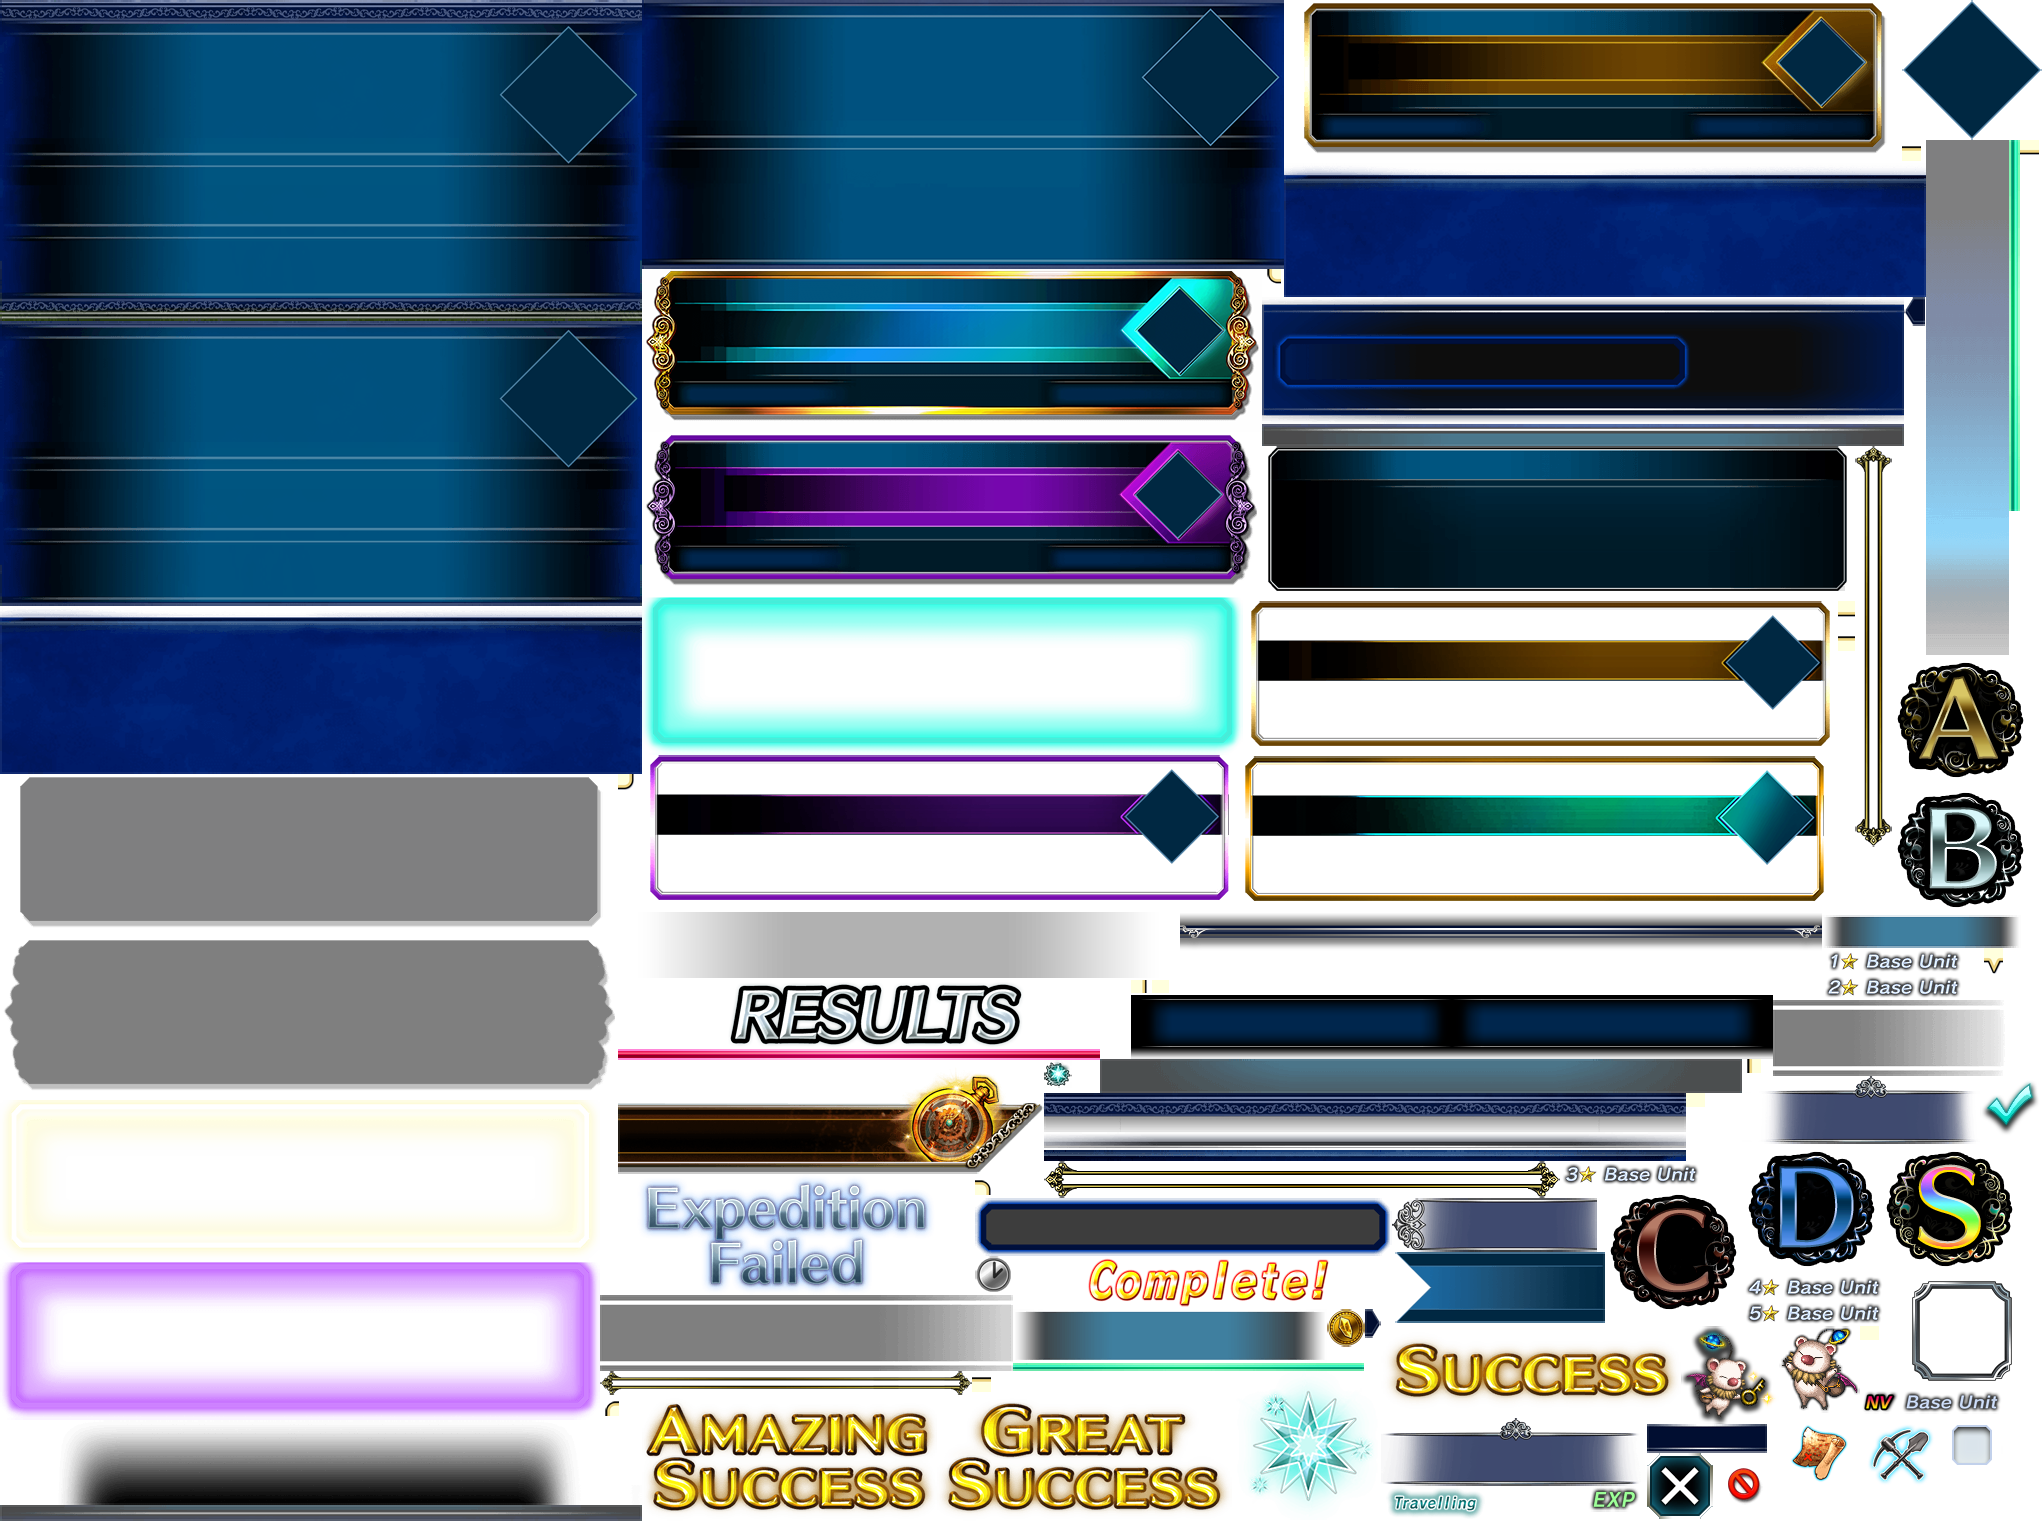 A
B
1★ Base Unit
2★ Base Unit
RESULTS
3★ Base Unit
Expedition
Failed
C
D
S
Complete!
4★ Base Unit
5★ Base Unit
SUCCESS
NV Base Unit
AMAZING
SUCCESS
GREAT
SUCCESS
Travelling
EXP